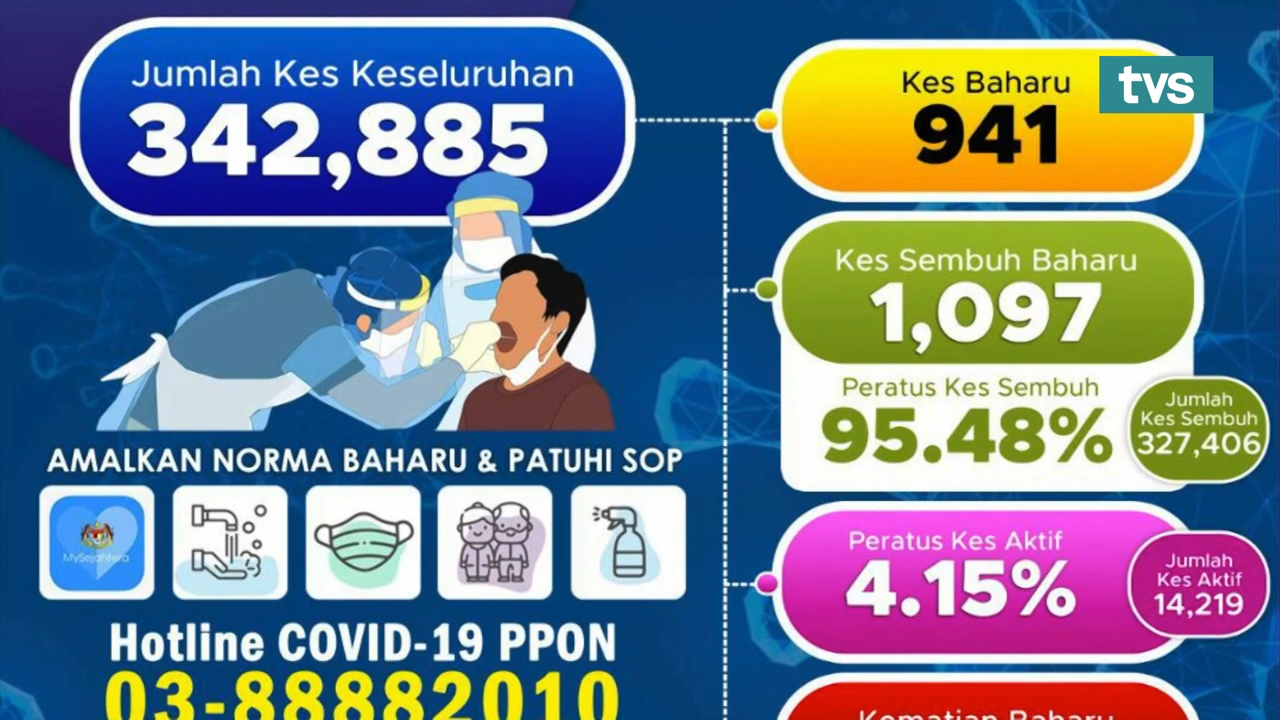 Jumlah Kes Keseluruhan
342,885
AMALKAN NORMA BAHARU & PATUHI SOP
MySejahtera
Hotline COVID-19 PPON
03-88882010
tvs
Kes Baharu
941
Kes Sembuh Baharu
1,097
Peratus Kes Sembuh
95.48%
Jumlah
Kes Sembuh
327,406
Peratus Kes Aktif
4.15%
Jumlah
Kes Aktif
14,219
Kematian Baharu